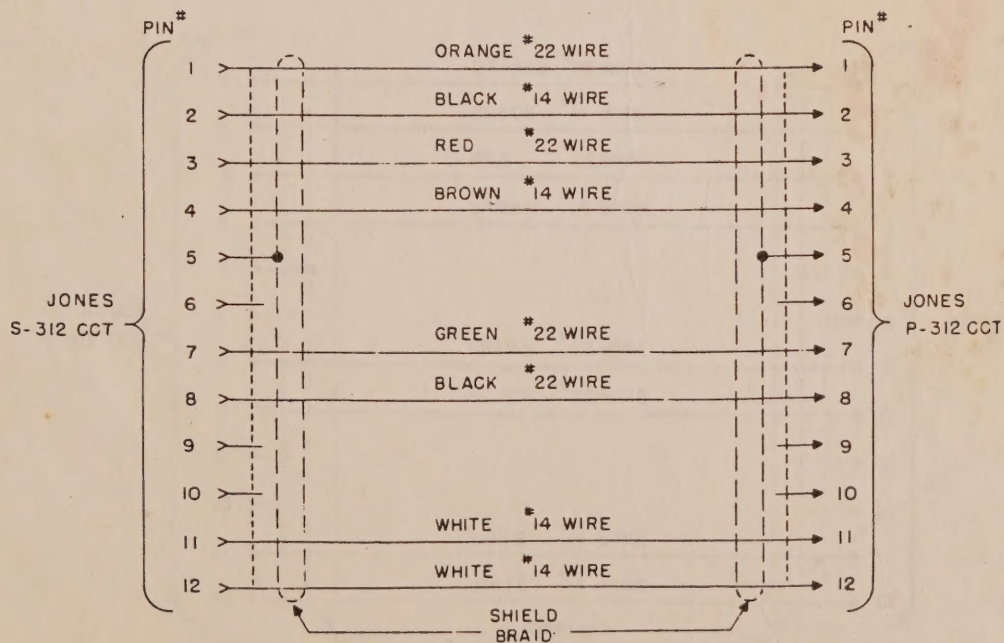 PIN# PIN#
1 ORANGE #22 WIRE 1
2 BLACK #14 WIRE 2
3 RED #22 WIRE 3
4 BROWN #14 WIRE 4
5 5
6 6
JONES
S-312 CCT
JONES
P-312 CCT
7 GREEN #22 WIRE 7
8 BLACK #22 WIRE 8
9 9
10 10
11 WHITE #14 WIRE 11
12 WHITE #14 WIRE 12
SHIELD
BRAID